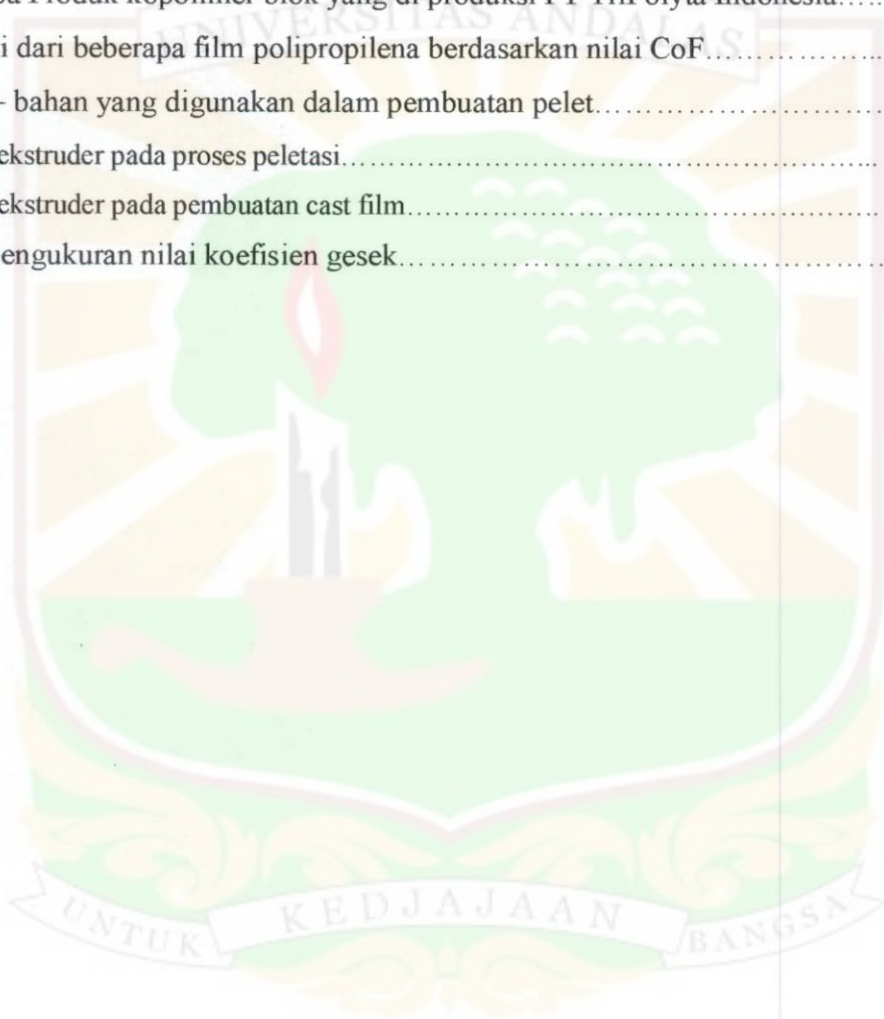 Produk kopolimer blok yang di produksi PT Tri Polyta Indonesia......
UNIVERSITAS ANDALAS
i dari beberapa film polipropilena berdasarkan nilai CoF..................
- bahan yang digunakan dalam pembuatan pelet..............................
ekstruder pada proses peletasi..............................................................
ekstruder pada pembuatan cast film......................................................
engukuran nilai koefisien gesek........................................................
UNTUK KEDJAJAAN BANGSA